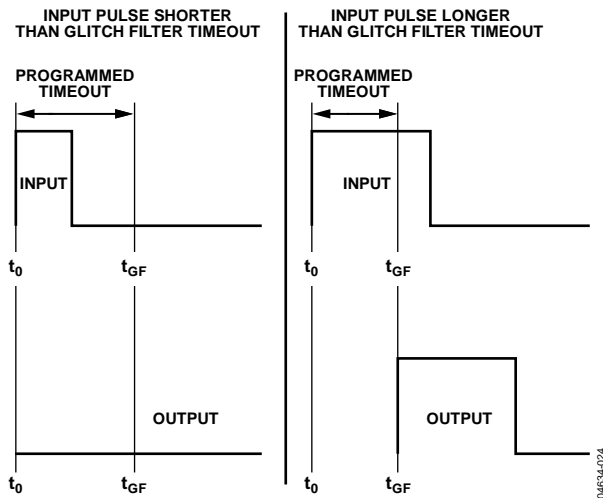 INPUT PULSE SHORTER
THAN GLITCH FILTER TIMEOUT
PROGRAMMED
TIMEOUT
INPUT
t0
tGF
OUTPUT
t0
tGF
INPUT PULSE LONGER
THAN GLITCH FILTER TIMEOUT
PROGRAMMED
TIMEOUT
INPUT
t0
tGF
OUTPUT
t0
tGF
04634-024